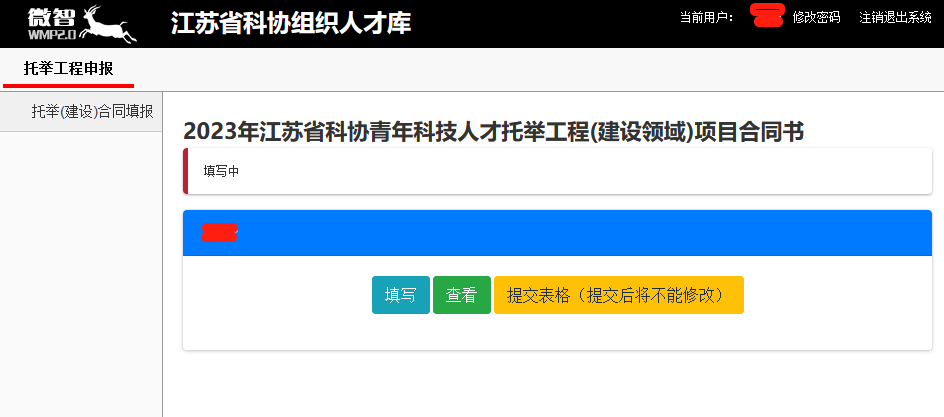 微智
WMP2.0
江苏省科协组织人才库
当前用户： 修改密码 注销退出系统
托举工程申报
托举(建设)合同填报
2023年江苏省科协青年科技人才托举工程(建设领域)项目合同书
填写中
填写 查看 提交表格（提交后将不能修改）